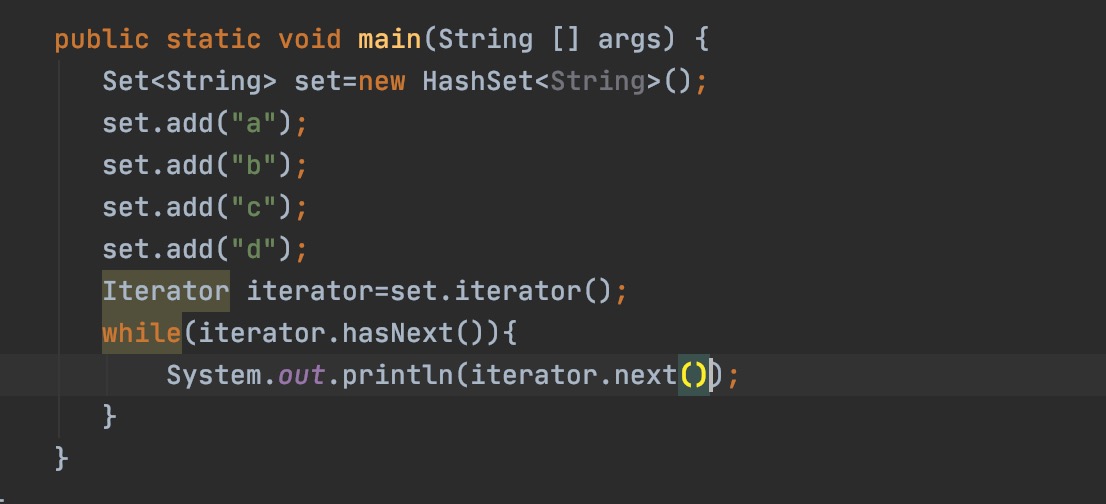 public static void main(String [] args) {
Set<String> set=new HashSet<String>();
set.add("a");
set.add("b");
set.add("c");
set.add("d");
Iterator iterator=set.iterator();
while(iterator.hasNext()){
System.out.println(iterator.next());
}
}